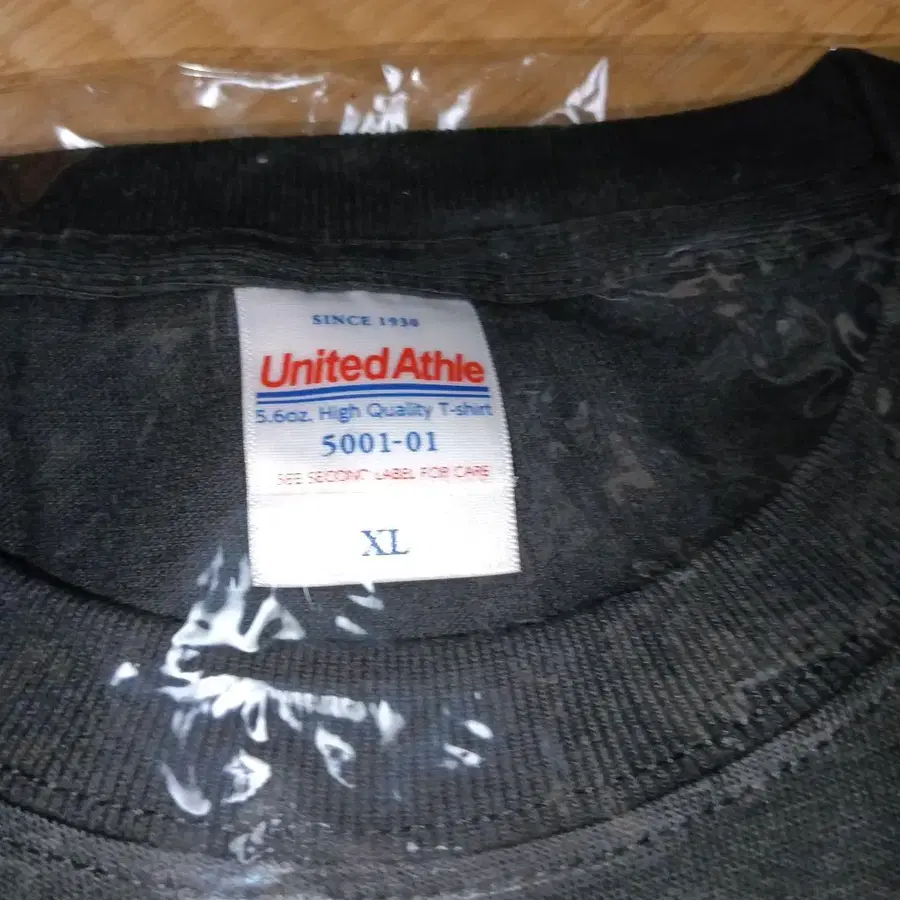 SINCE 1930
United Athle
5.6oz. High Quality T-shirt
5001-01
SEE SECOND LABEL FOR CARE
XL